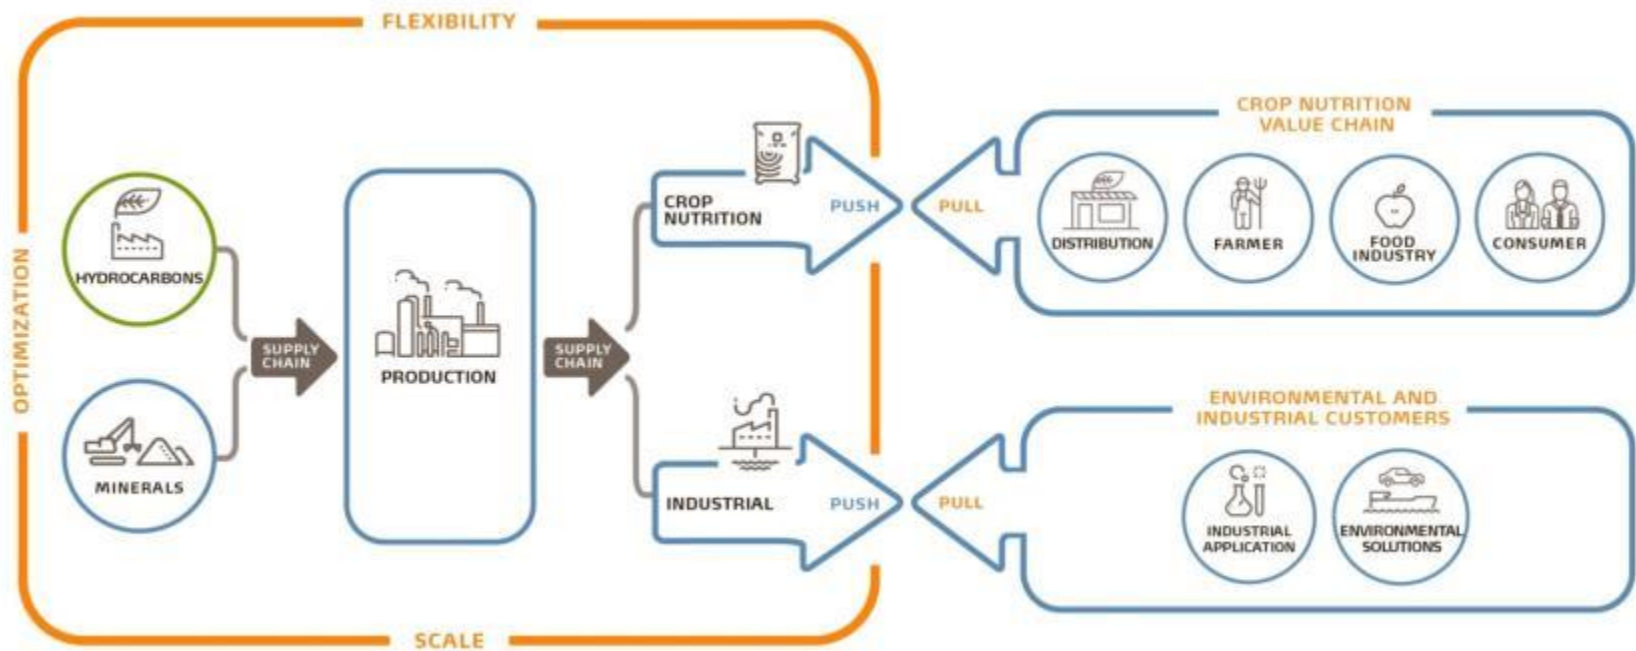 FLEXIBILITY
OPTIMIZATION
HYDROCARBONS
MINERALS
SUPPLY
CHAIN
PRODUCTION
SUPPLY
CHAIN
CROP
NUTRITION
PUSH
PULL
CROP NUTRITION
VALUE CHAIN
DISTRIBUTION
FARMER
FOOD
INDUSTRY
CONSUMER
INDUSTRIAL
PUSH
PULL
ENVIRONMENTAL AND
INDUSTRIAL CUSTOMERS
INDUSTRIAL
APPLICATION
ENVIRONMENTAL
SOLUTIONS
SCALE